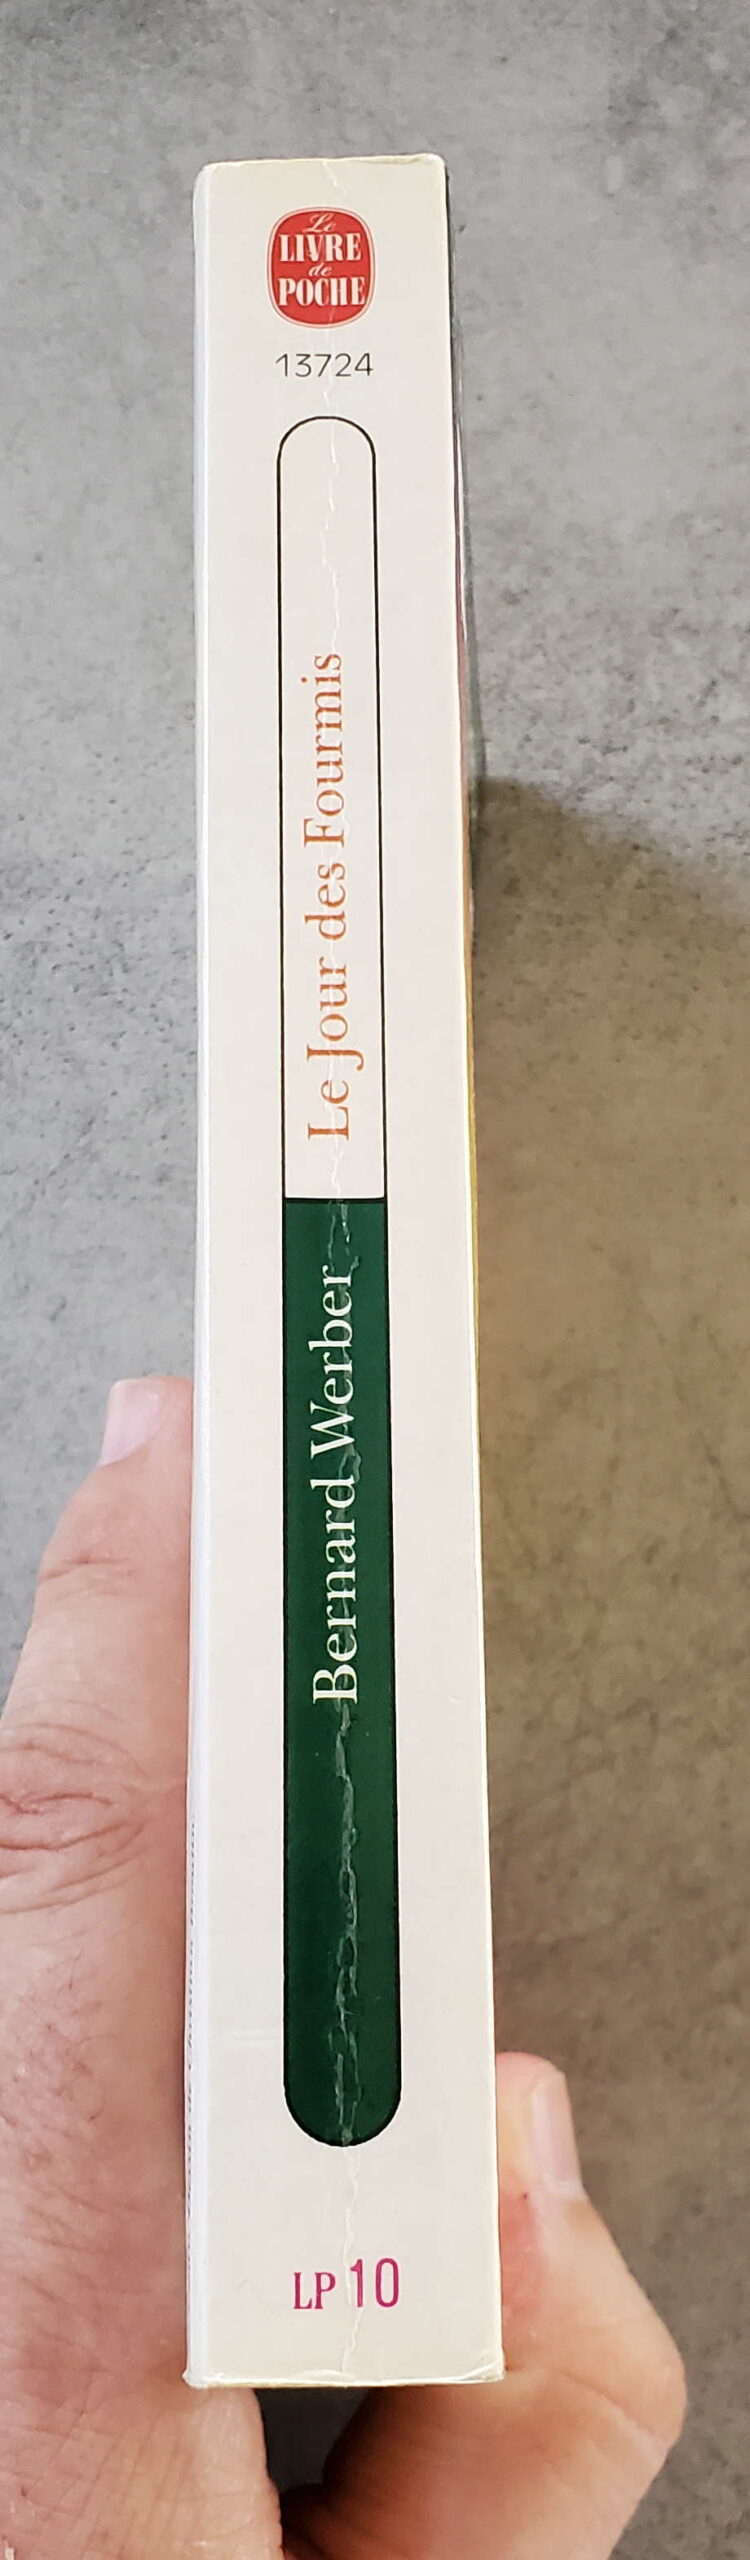 Le
LIVRE
de
POCHE
13724
Le Jour des Fourmis
Bernard Werber
LP 10